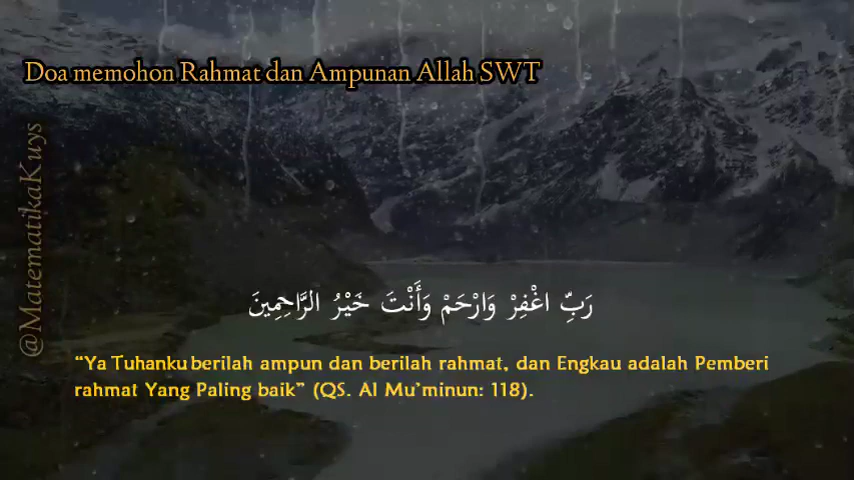 Doa memohon Rahmat dan Ampunan Allah SWT
@MatematikaKuys
رَبِّ اغْفِرْ وَارْحَمْ وَأَنْتَ خَيْرُ الرَّاحِمِينَ
“Ya Tuhanku berilah ampun dan berilah rahmat, dan Engkau adalah Pemberi
rahmat Yang Paling baik” (QS. Al Mu’minun: 118).